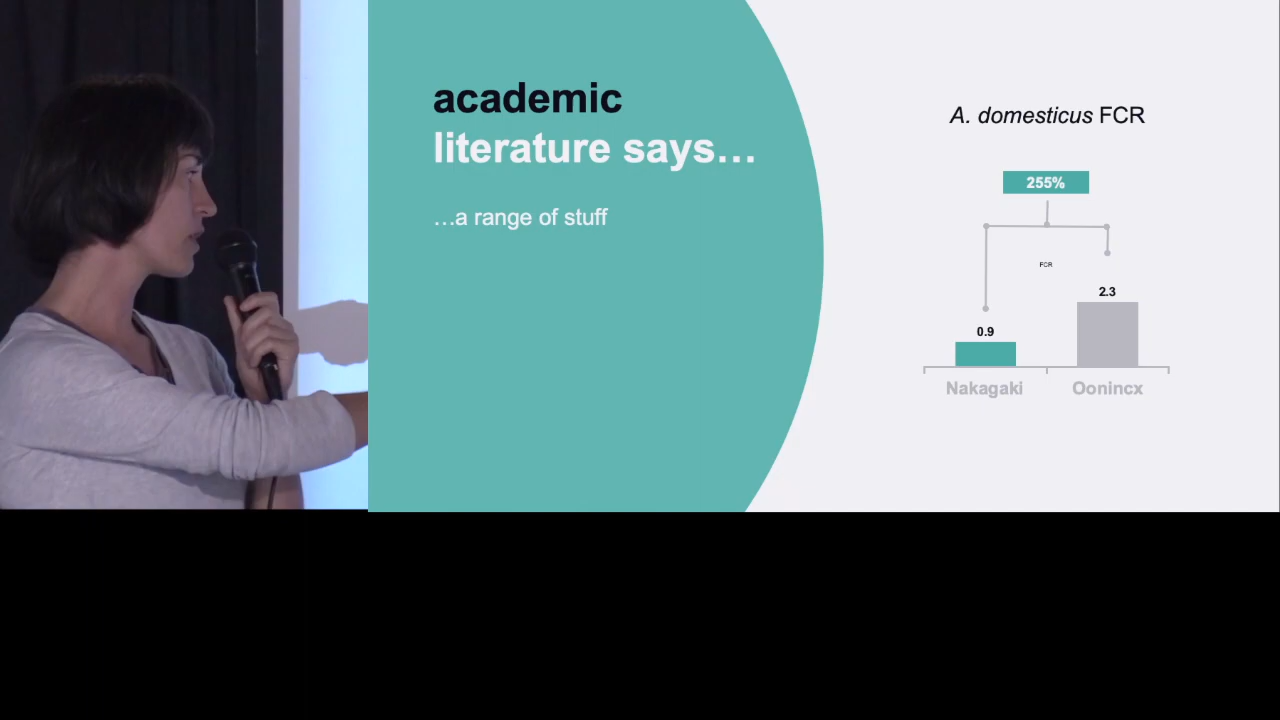 academic
literature says…
…a range of stuff
A. domesticus FCR
255%
FCR
0.9
2.3
Nakagaki
Oonincx